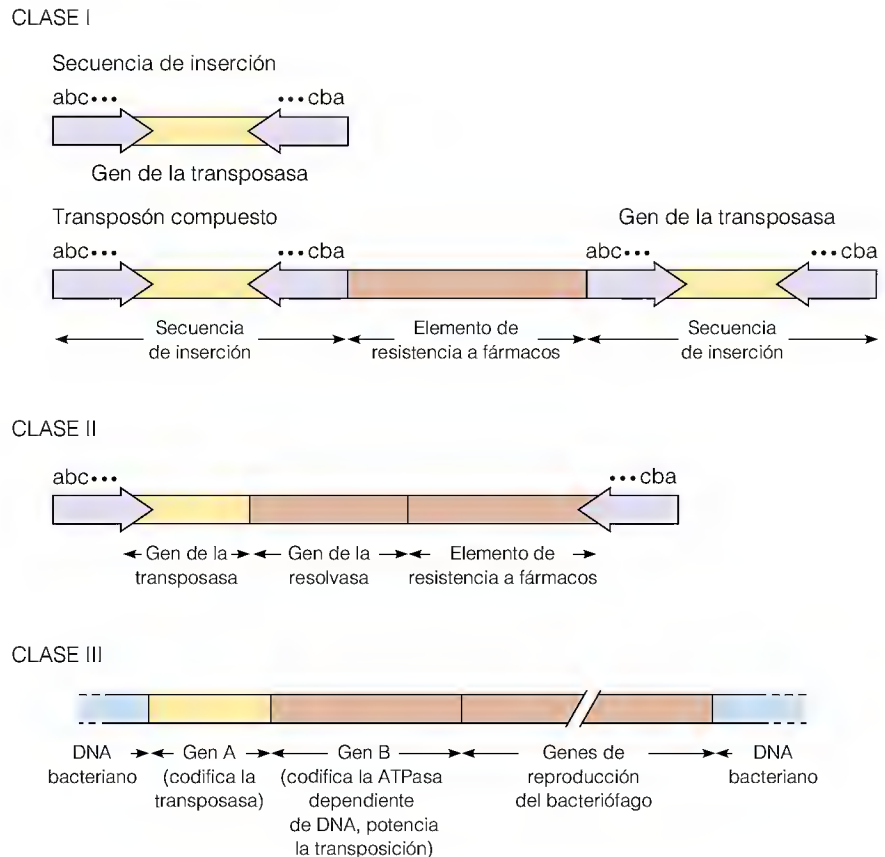 CLASE I
Secuencia de inserción
abc••• •••cba
Gen de la transposasa
Transposón compuesto
Gen de la transposasa
abc••• •••cba abc••• •••cba
Secuencia de inserción
Elemento de resistencia a fármacos
Secuencia de inserción
CLASE II
abc••• •••cba
Gen de la transposasa
Gen de la resolvasa
Elemento de resistencia a fármacos
CLASE III
DNA bacteriano
Gen A (codifica la transposasa)
Gen B (codifica la ATPasa dependiente de DNA, potencia la transposición)
Genes de reproducción del bacteriófago
DNA bacteriano